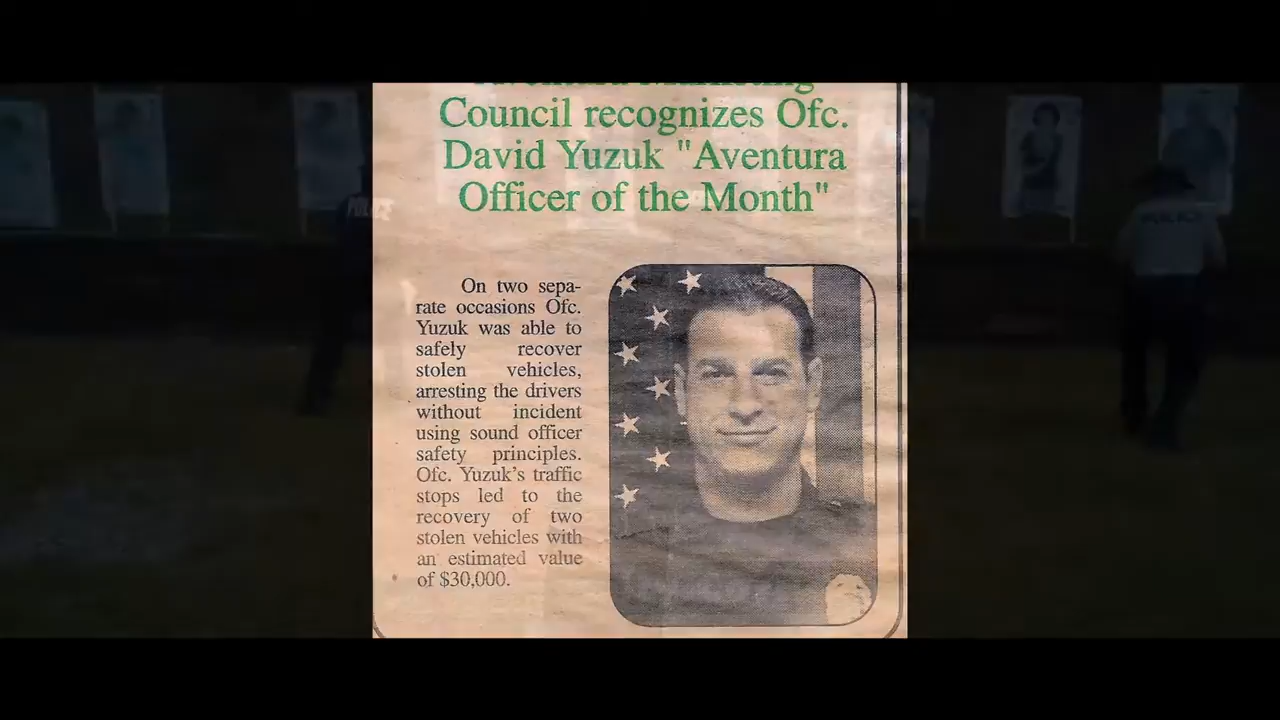 Council recognizes Ofc.
David Yuzuk "Aventura
Officer of the Month"
On two sepa-
rate occasions Ofc.
Yuzuk was able to
safely recover
stolen vehicles,
arresting the drivers
without incident
using sound officer
safety principles.
Ofc. Yuzuk's traffic
stops led to the
recovery of two
stolen vehicles with
an estimated value
of $30,000.
POLICE